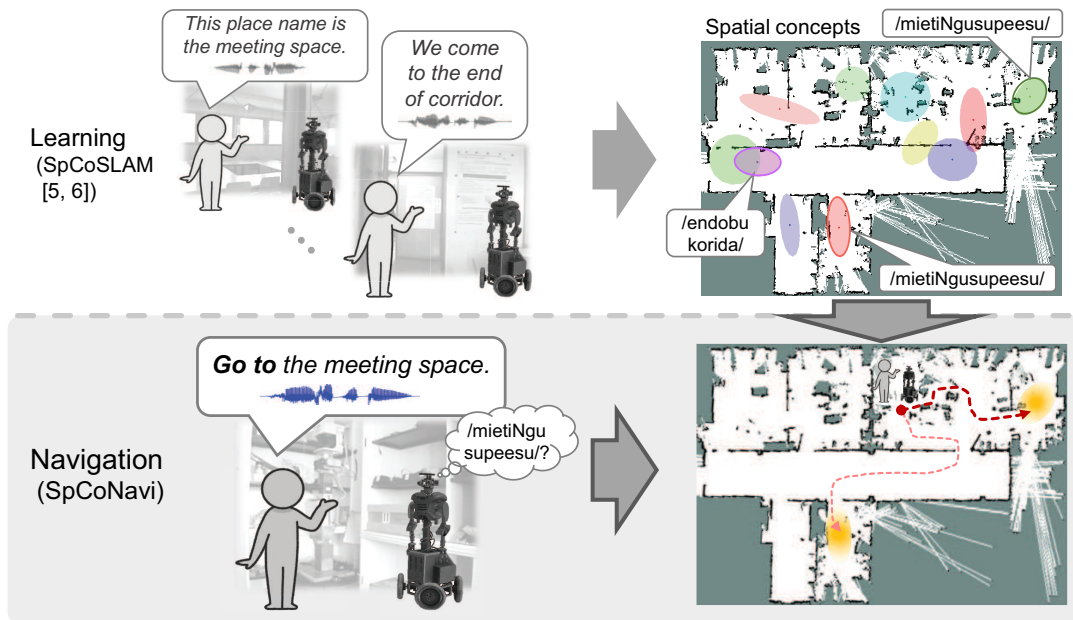 This place name is
the meeting space.
We come
to the end
of corridor.
Learning
(SpCoSLAM
[5, 6])
Spatial concepts
/mietiNgusupeesu/
/endobu
korida/
/mietiNgusupeesu/
Go to the meeting space.
/mietiNgu
supeesu/?
Navigation
(SpCoNavi)